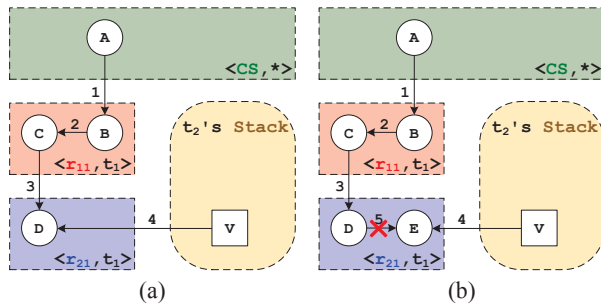 A
<CS,*>
1
C 2 B
<r11,t1>
t2's Stack
3
D 4 V
<r21,t1>
(a)
A
<CS,*>
1
C 2 B
<r11,t1>
t2's Stack
3
D 5 E 4 V
<r21,t1>
(b)